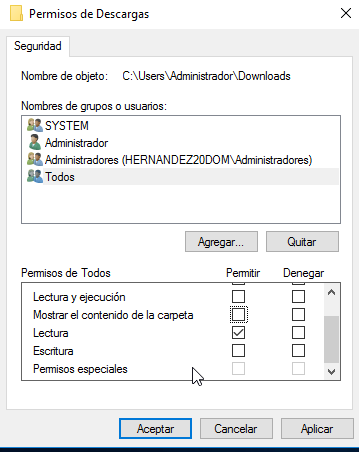 Permisos de Descargas
Seguridad
Nombre de objeto: C:\Users\Administrador\Downloads
Nombres de grupos o usuarios:
SYSTEM
Administrador
Administradores (HERNANDEZ20DOM\Administradores)
Todos
Agregar... Quitar
Permisos de Todos Permitir Denegar
Lectura y ejecución
Mostrar el contenido de la carpeta
Lectura
Escritura
Permisos especiales
Aceptar Cancelar Aplicar